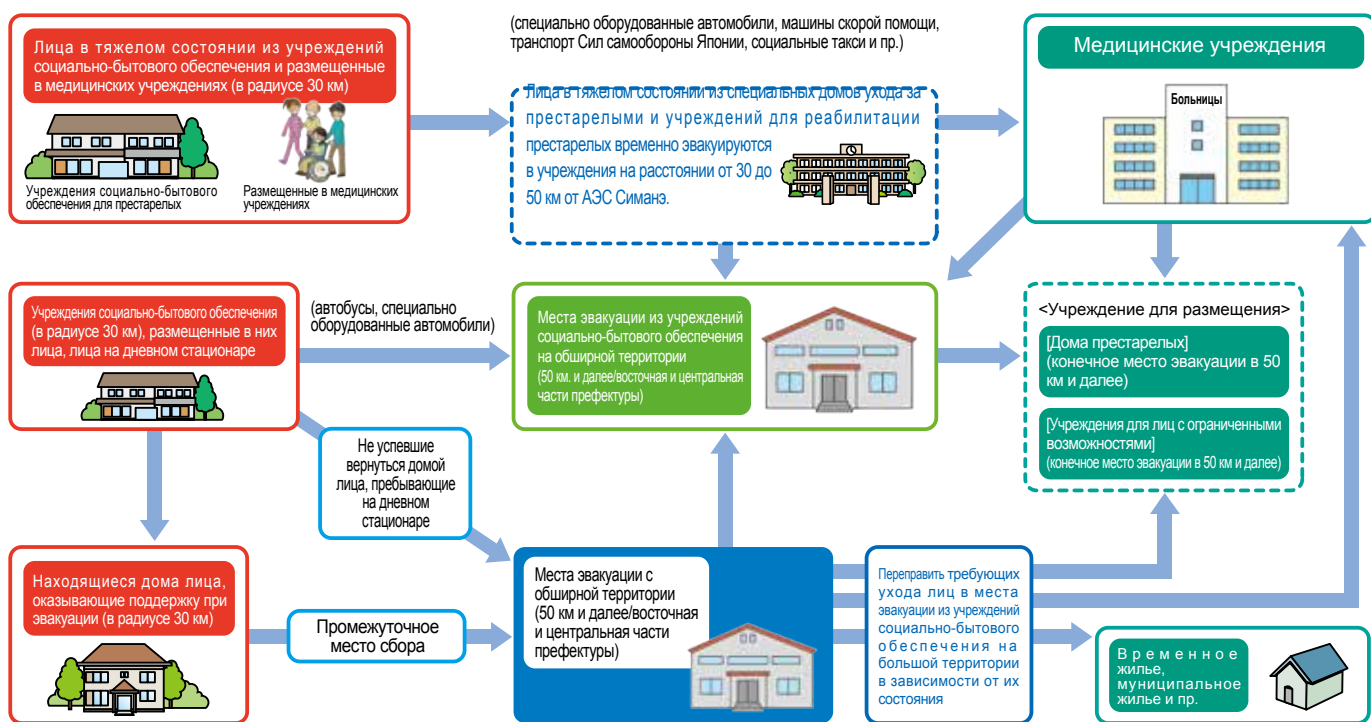 Лица в тяжелом состоянии из учреждений
социально-бытового обеспечения и размещенные
в медицинских учреждениях (в радиусе 30 км)
Учреждения социально-бытового
обеспечения для престарелых
Размещенные в медицинских
учреждениях
(специально оборудованные автомобили, машины скорой помощи,
транспорт Сил самообороны Японии, социальные такси и пр.)
Лица в тяжелом состоянии из специальных домов ухода за
престарелыми и учреждений для реабилитации
престарелых временно эвакуируются
в учреждения на расстоянии от 30 до
50 км от АЭС Симанэ.
Медицинские учреждения
Больницы
Учреждения социально-бытового обеспечения
(в радиусе 30 км), размещенные в них
лица, лица на дневном стационаре
(автобусы, специально
оборудованные автомобили)
Места эвакуации из учреждений
социально-бытового обеспечения
на обширной территории
(50 км. и далее/восточная и центральная
части префектуры)
<Учреждение для размещения>
[Дома престарелых]
(конечное место эвакуации в 50
км и далее)
[Учреждения для лиц с ограниченными
возможностями]
(конечное место эвакуации в 50 км и далее)
Не успевшие
вернуться домой
лица, пребывающие
на дневном
стационаре
Находящиеся дома лица,
оказывающие поддержку при
эвакуации (в радиусе 30 км)
Промежуточное
место сбора
Места эвакуации с
обширной территории
(50 км и далее/восточная
и центральная части
префектуры)
Переправить требующих
ухода лиц в места
эвакуации из учреждений
социально-бытового
обеспечения на
большой территории
в зависимости от их
состояния
Временное
жилье,
муниципальное
жилье и пр.